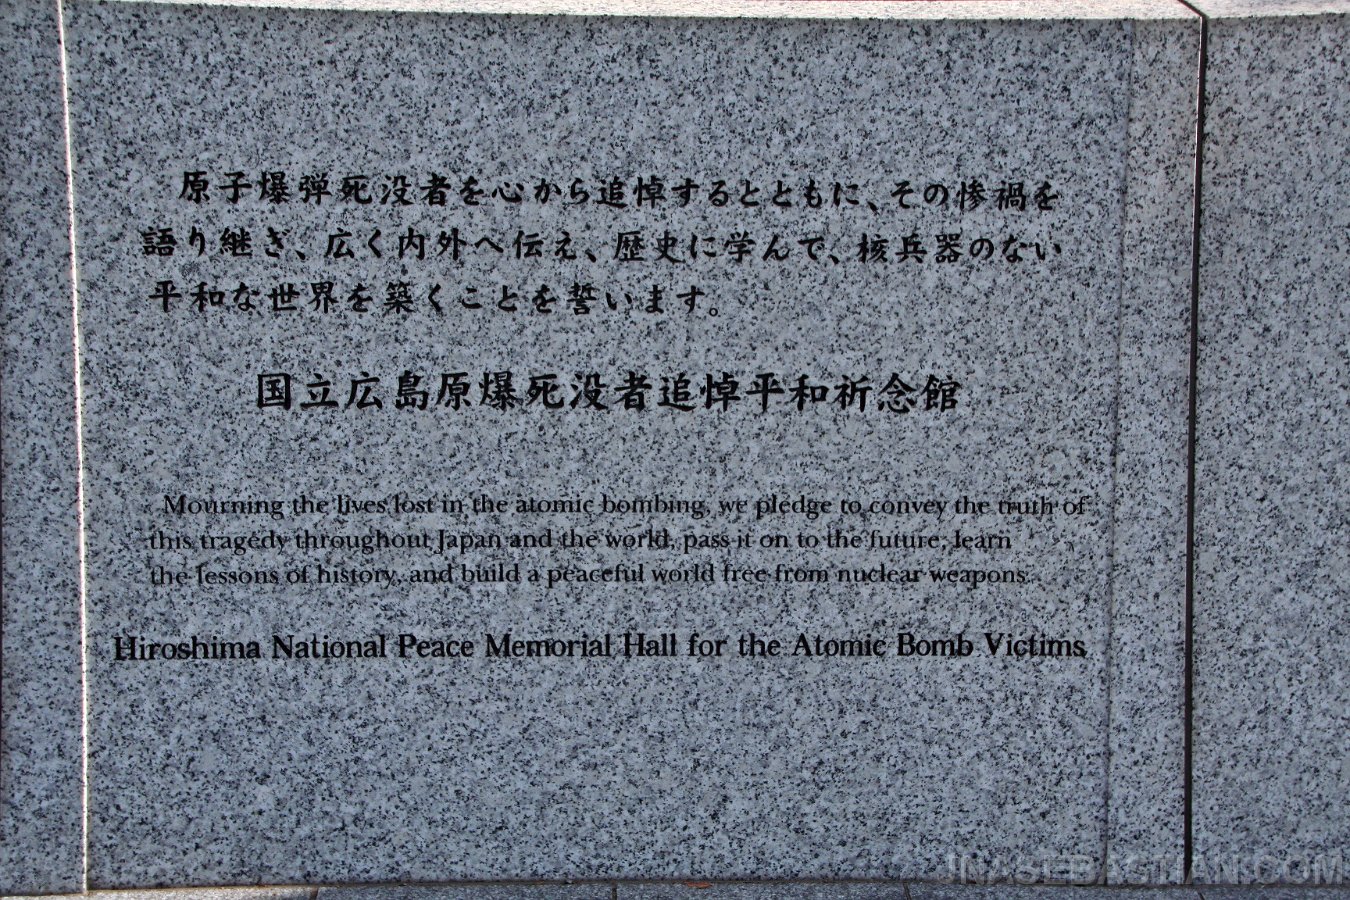 原子爆弾死没者を心から追悼するとともに、その惨禍を
語り継ぎ、広く内外へ伝え、歴史に学んで、核兵器のない
平和な世界を築くことを誓います。
国立広島原爆死没者追悼平和祈念館
Mourning the lives lost in the atomic bombing, we pledge to convey the truth of
this tragedy throughout Japan and the world, pass it on to the future, learn
the lessons of history, and build a peaceful world free from nuclear weapons.
Hiroshima National Peace Memorial Hall for the Atomic Bomb Victims
JNASEBASTIAN.COM